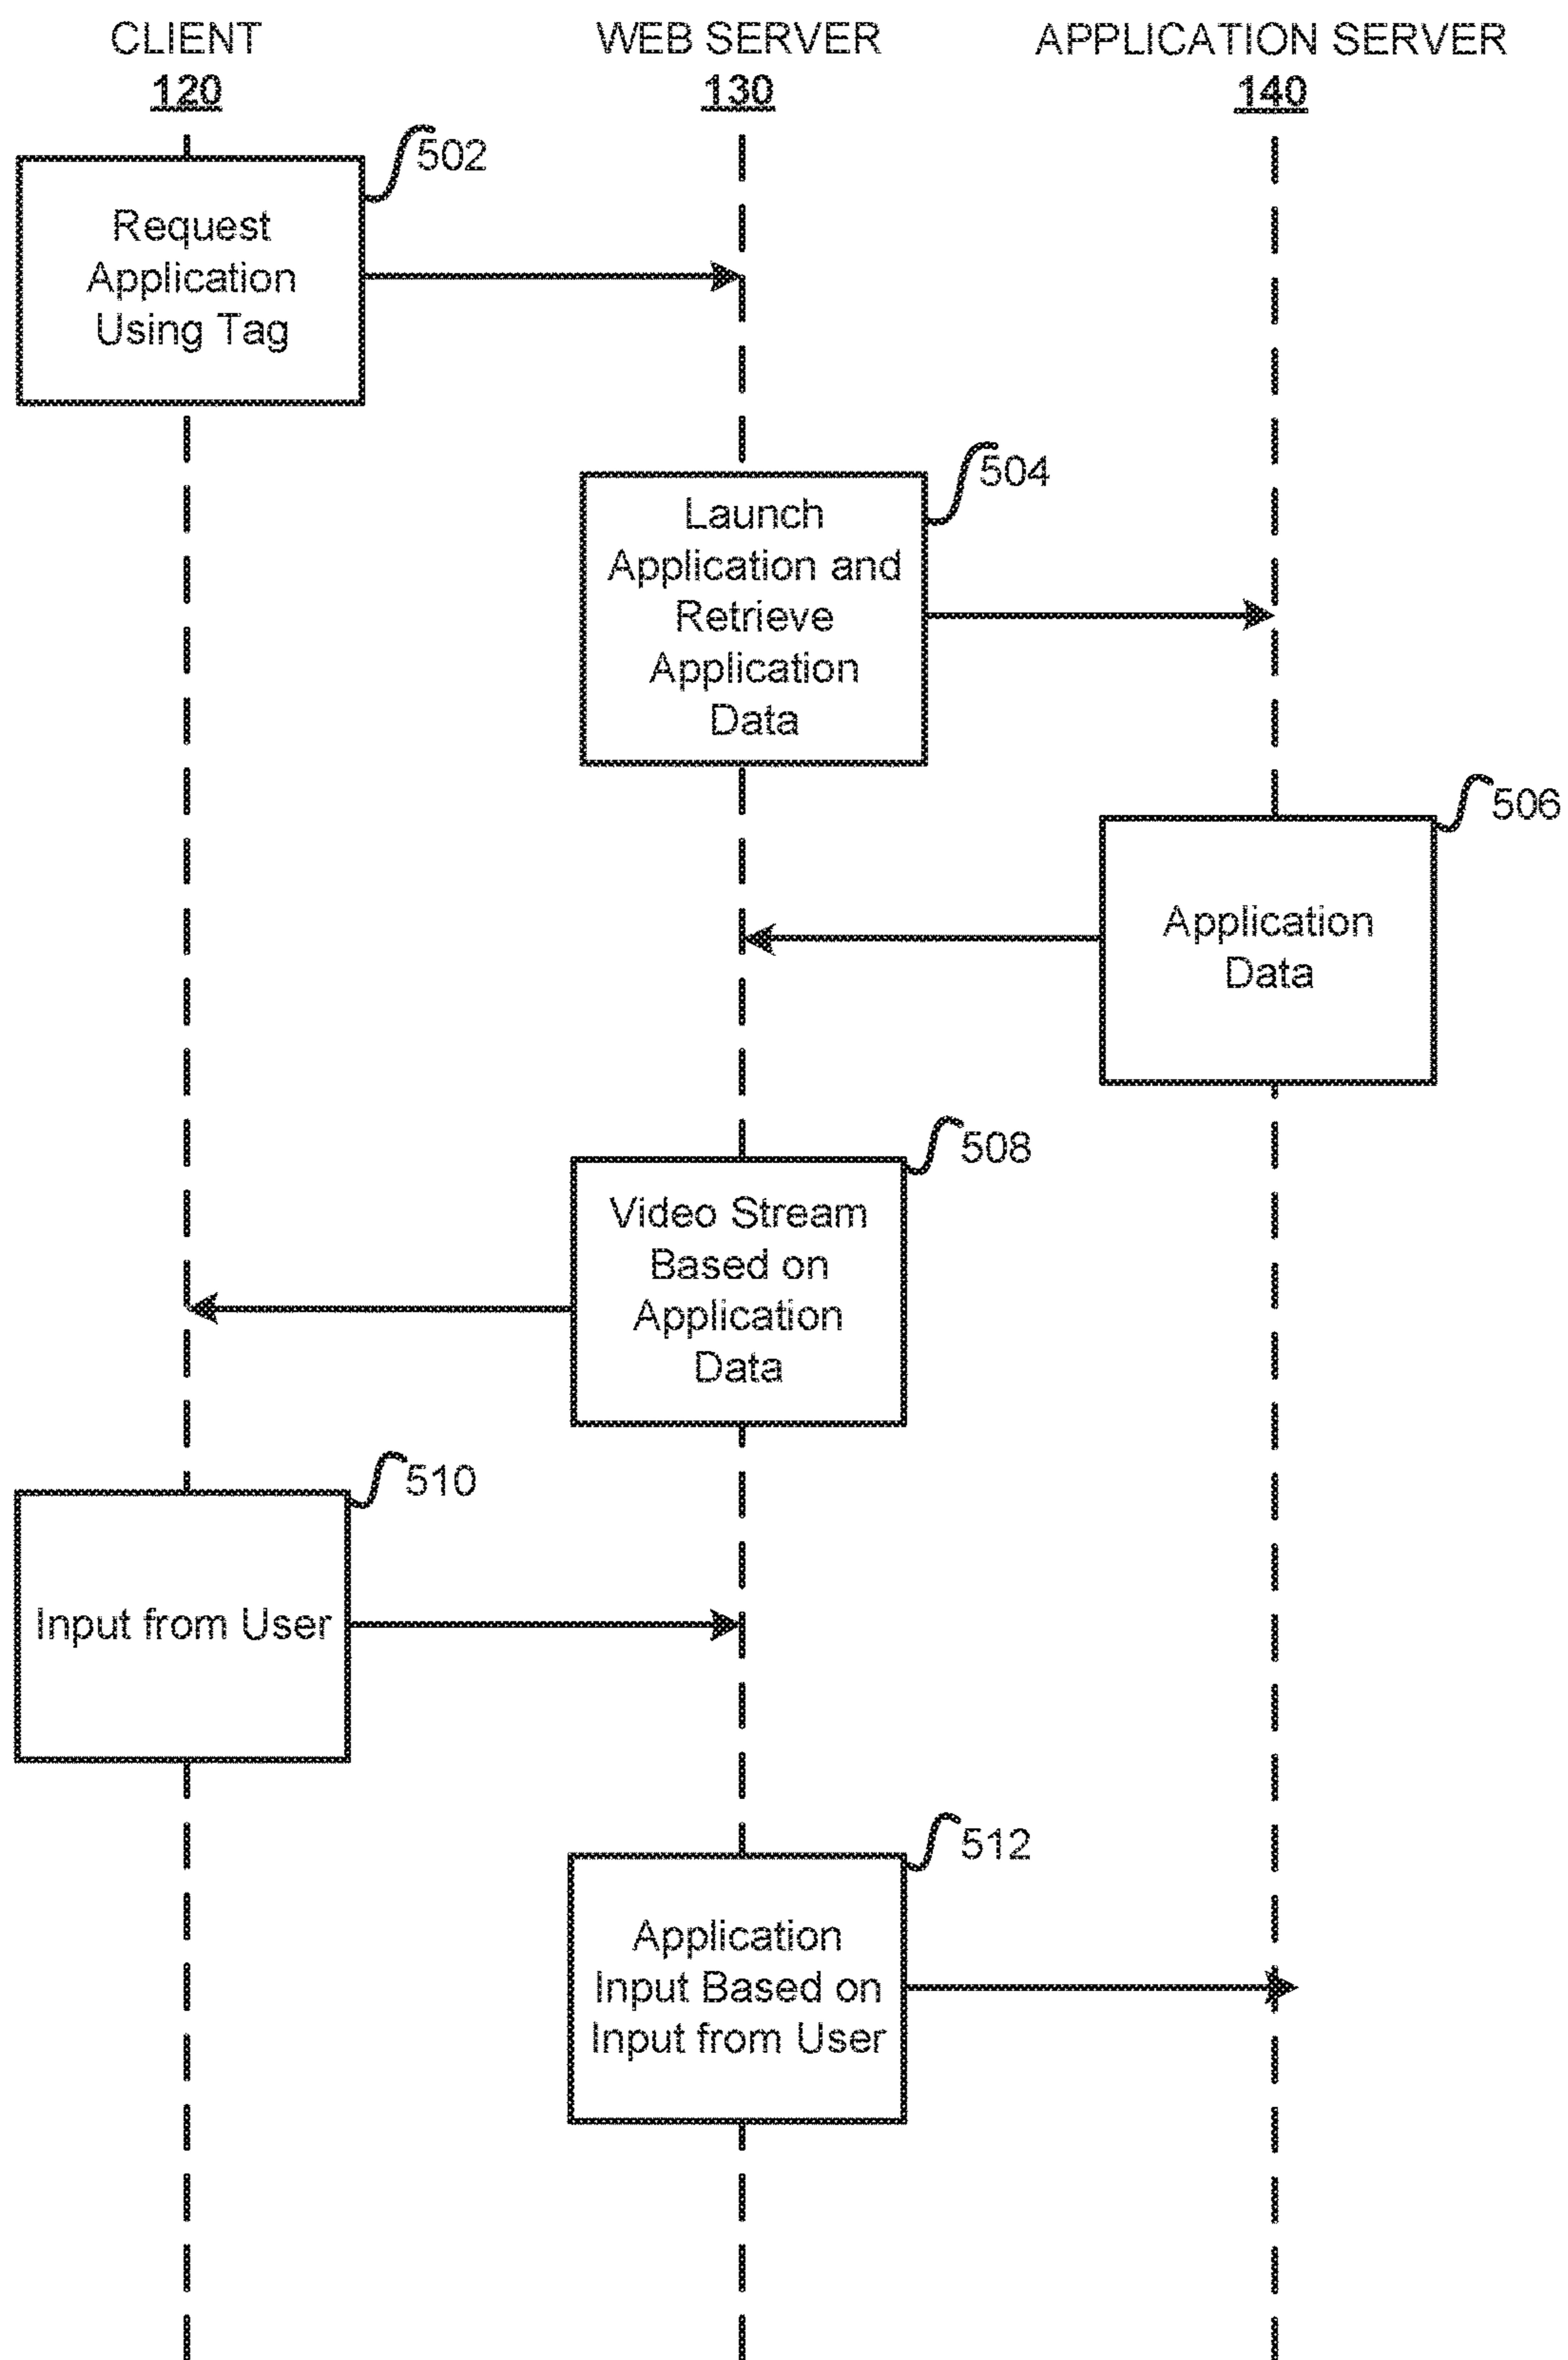 CLIENT
WEB SERVER
APPLICATION SERVER
120
130
140
502
Request
Application
Using Tag
504
Launch
Application and
Retrieve
Application
Data
506
Application
Data
508
Video Stream
Based on
Application
Data
510
Input from User
512
Application
Input Based on
Input from User